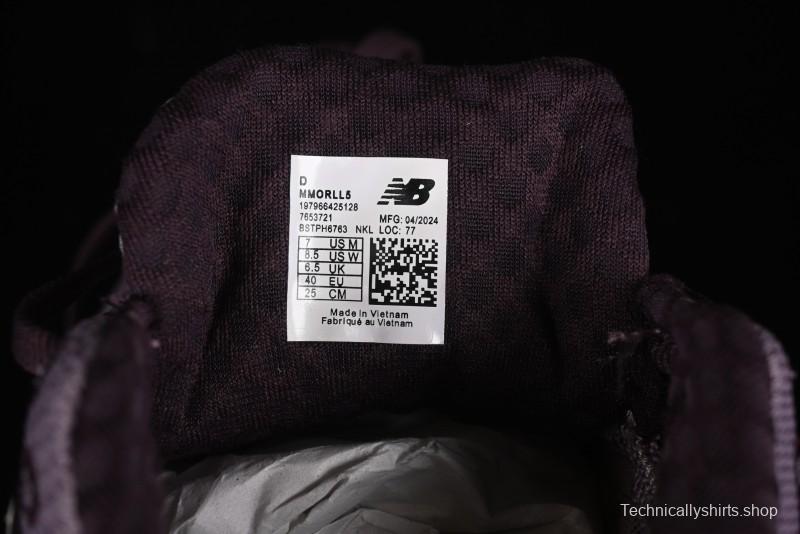 D
MMORLL5
197966425128
7653721 MFG: 04/2024
BSTPH6763 NKL LOC: 77
NB
7 US M
8.5 US W
6.5 UK
40 EU
25 CM
Made in Vietnam
Fabriqué au Vietnam
Technicallyshirts.shop